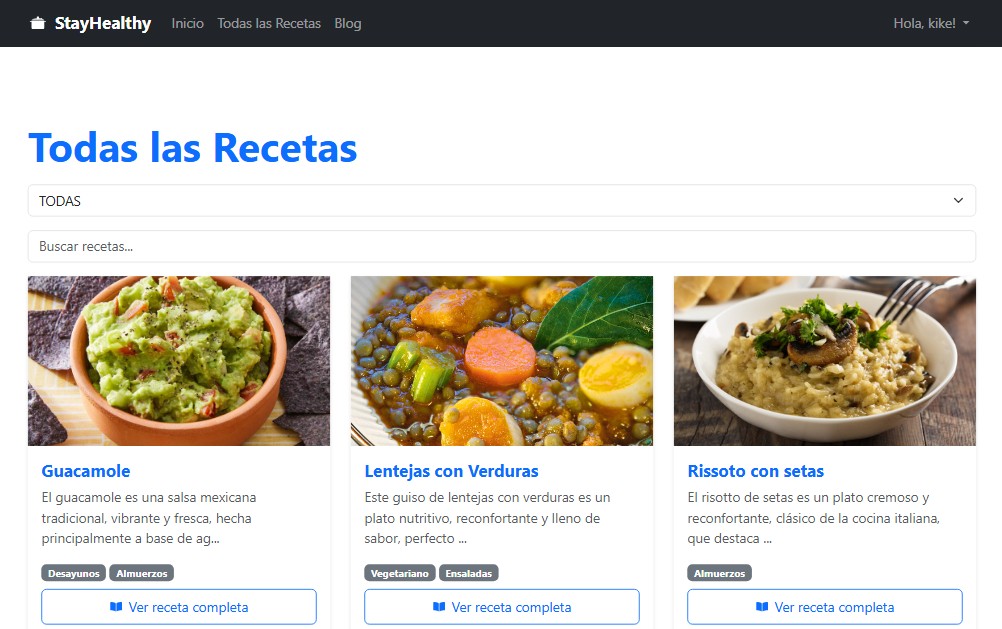 StayHealthy Inicio Todas las Recetas Blog Hola, kike!
Todas las Recetas
TODAS
Buscar recetas...
Guacamole
El guacamole es una salsa mexicana
tradicional, vibrante y fresca, hecha
principalmente a base de ag...
Desayunos Almuerzos
Ver receta completa
Lentejas con Verduras
Este guiso de lentejas con verduras es un
plato nutritivo, reconfortante y lleno de
sabor, perfecto ...
Vegetariano Ensaladas
Ver receta completa
Rissoto con setas
El risotto de setas es un plato cremoso y
reconfortante, clásico de la cocina italiana,
que destaca ...
Almuerzos
Ver receta completa